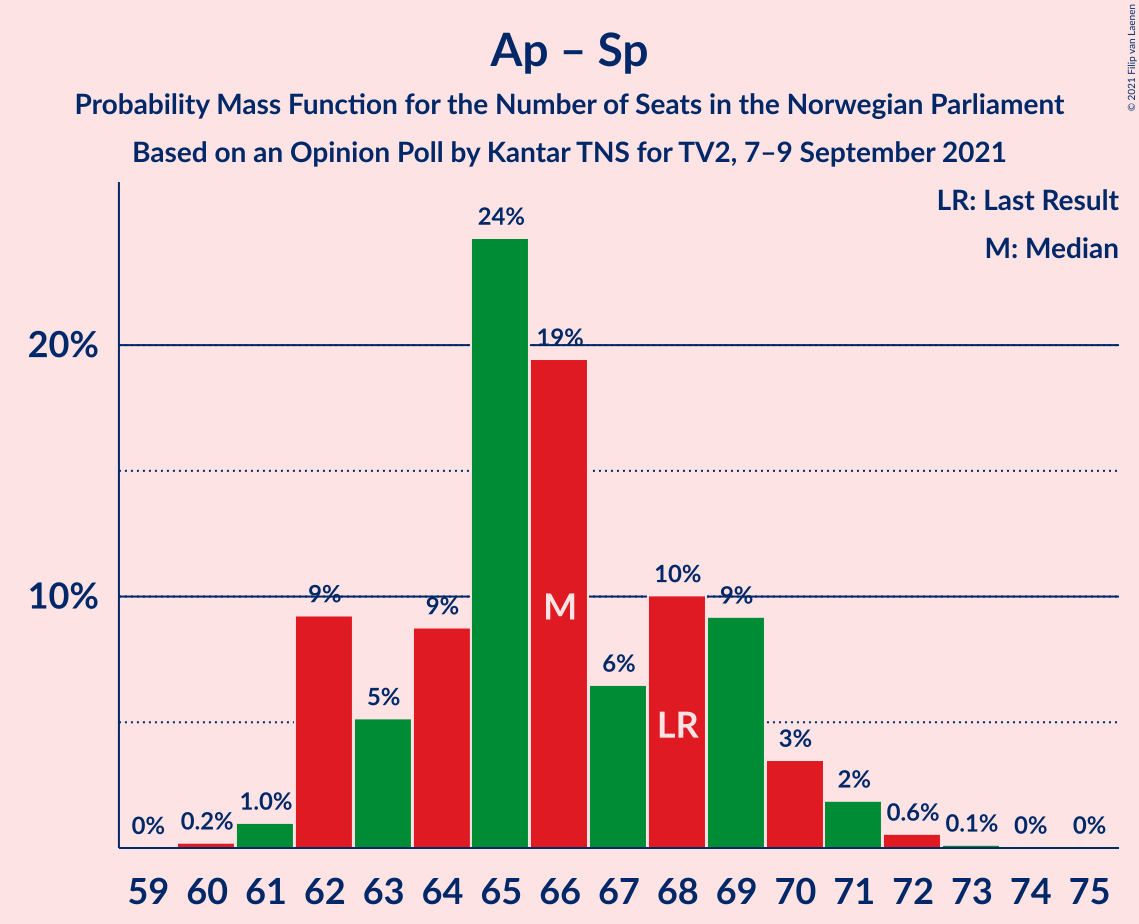 Ap – Sp
Probability Mass Function for the Number of Seats in the Norwegian Parliament
Based on an Opinion Poll by Kantar TNS for TV2, 7–9 September 2021
© 2021 Filip van Laenen
LR: Last Result
M: Median
20%
10%
0%
0.2%
1.0%
9%
5%
9%
24%
19%
6%
10%
9%
3%
2%
0.6%
0.1%
0%
0%
M
LR
59 60 61 62 63 64 65 66 67 68 69 70 71 72 73 74 75